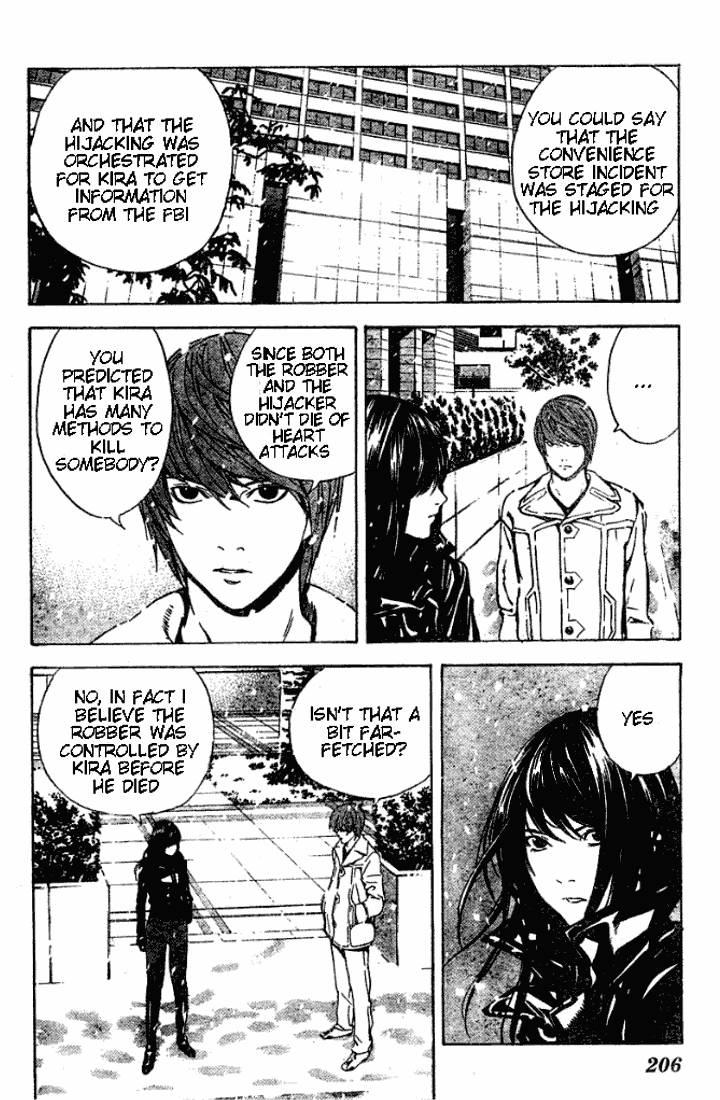 YOU COULD SAY
THAT THE
CONVENIENCE
STORE INCIDENT
WAS STAGED FOR
THE HIJACKING
AND THAT THE
HIJACKING WAS
ORCHESTRATED
FOR KIRA TO GET
INFORMATION
FROM THE FBI
...
SINCE BOTH
THE ROBBER
AND THE
HIJACKER
DIDN'T DIE OF
HEART
ATTACKS
YOU
PREDICTED
THAT KIRA
HAS MANY
METHODS TO
KILL
SOMEBODY?
YES
ISN'T THAT A
BIT FAR-
FETCHED?
NO, IN FACT I
BELIEVE THE
ROBBER WAS
CONTROLLED BY
KIRA BEFORE
HE DIED
206